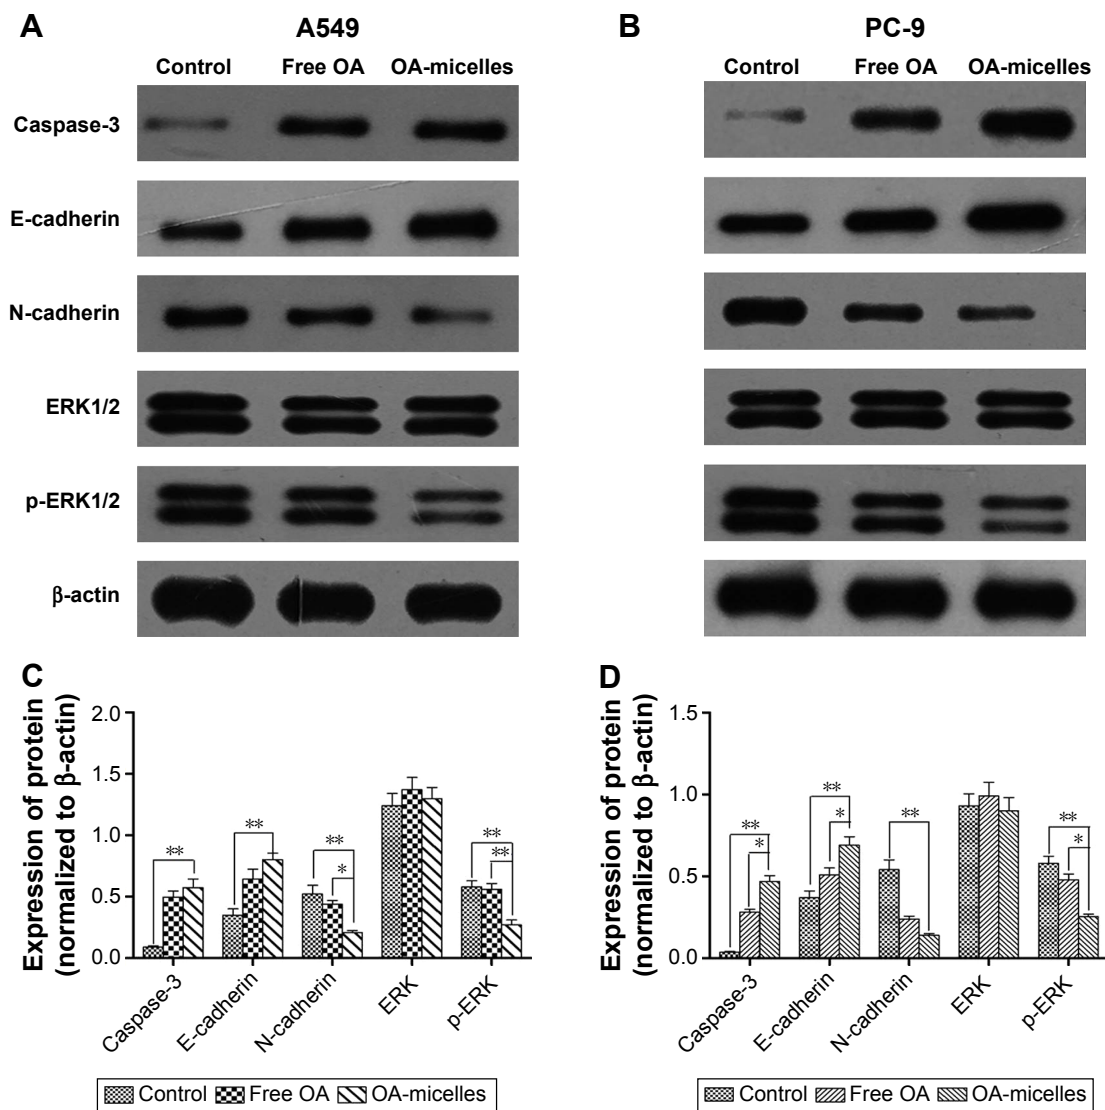 A
A549
Control Free OA OA-micelles
Caspase-3
E-cadherin
N-cadherin
ERK1/2
p-ERK1/2
β-actin
B
PC-9
Control Free OA OA-micelles
C
Expression of protein
(normalized to β-actin)
2.0
1.5
1.0
0.5
0.0
**
**
**
*
**
**
Caspase-3
E-cadherin
N-cadherin
ERK
p-ERK
Control Free OA OA-micelles
D
Expression of protein
(normalized to β-actin)
1.5
1.0
0.5
0.0
**
*
**
*
**
**
*
Caspase-3
E-cadherin
N-cadherin
ERK
p-ERK
Control Free OA OA-micelles